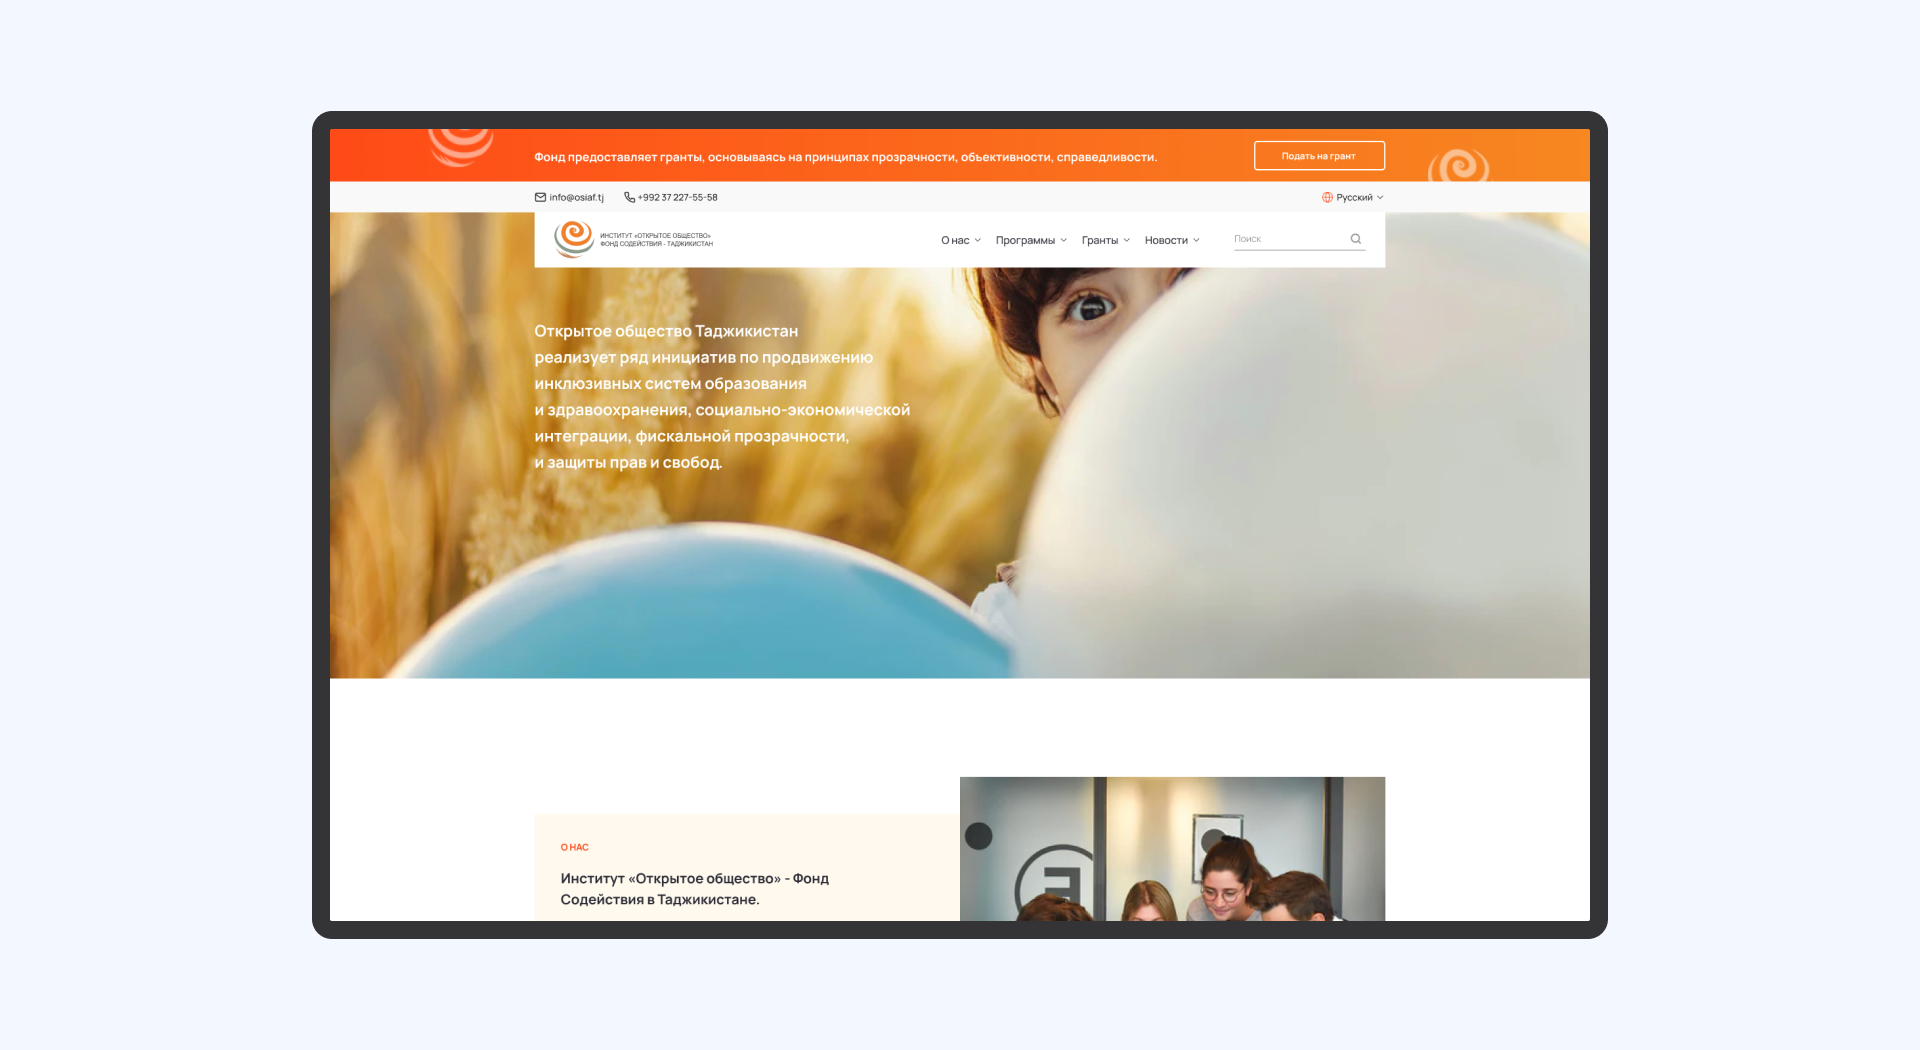 Фонд предоставляет гранты, основываясь на принципах прозрачности, объективности, справедливости.
Подать на грант
info@osiaf.tj
+992 37 227-55-58
Русский
ИНСТИТУТ «ОТКРЫТОЕ ОБЩЕСТВО»
ФОНД СОДЕЙСТВИЯ - ТАДЖИКИСТАН
О нас
Программы
Гранты
Новости
Поиск
Открытое общество Таджикистан
реализует ряд инициатив по продвижению
инклюзивных систем образования
и здравоохранения, социально-экономической
интеграции, фискальной прозрачности,
и защиты прав и свобод.
О НАС
Институт «Открытое общество» - Фонд
Содействия в Таджикистане.